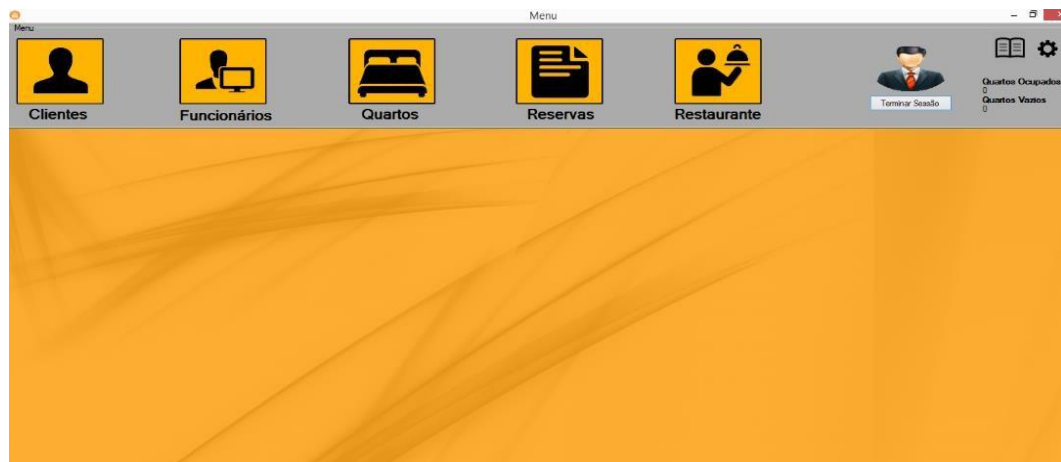 Menu
Menu
Clientes
Funcionários
Quartos
Reservas
Restaurante
Terminar Sessão
Quartos Ocupados
0
Quartos Vazios
0